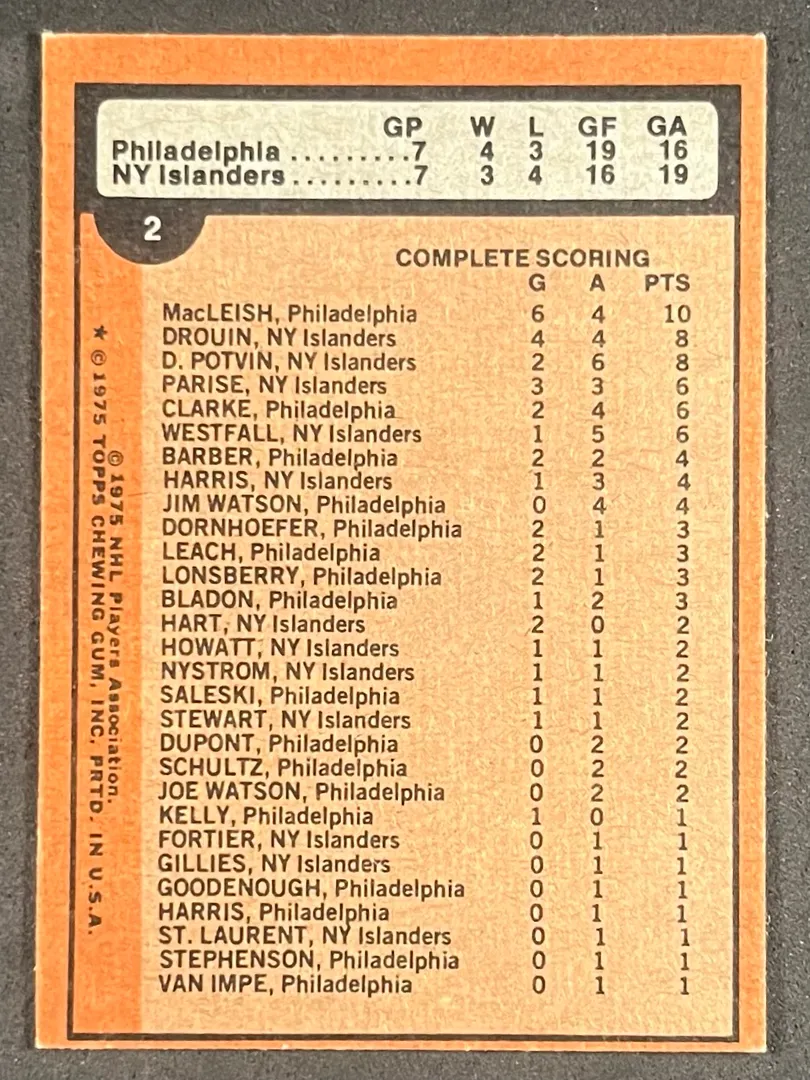 GP W L GF GA
Philadelphia .........7 4 3 19 16
NY Islanders .........7 3 4 16 19
2
COMPLETE SCORING
G A PTS
MacLEISH, Philadelphia 6 4 10
DROUIN, NY Islanders 4 4 8
D. POTVIN, NY Islanders 2 6 8
PARISE, NY Islanders 3 3 6
CLARKE, Philadelphia 2 4 6
WESTFALL, NY Islanders 1 5 6
BARBER, Philadelphia 2 2 4
HARRIS, NY Islanders 1 3 4
JIM WATSON, Philadelphia 0 4 4
DORNHOEFER, Philadelphia 2 1 3
LEACH, Philadelphia 2 1 3
LONSBERRY, Philadelphia 2 1 3
BLADON, Philadelphia 1 2 3
HART, NY Islanders 2 0 2
HOWATT, NY Islanders 1 1 2
NYSTROM, NY Islanders 1 1 2
SALESKI, Philadelphia 1 1 2
STEWART, NY Islanders 1 1 2
DUPONT, Philadelphia 0 2 2
SCHULTZ, Philadelphia 0 2 2
JOE WATSON, Philadelphia 0 2 2
KELLY, Philadelphia 1 0 1
FORTIER, NY Islanders 0 1 1
GILLIES, NY Islanders 0 1 1
GOODENOUGH, Philadelphia 0 1 1
HARRIS, Philadelphia 0 1 1
ST. LAURENT, NY Islanders 0 1 1
STEPHENSON, Philadelphia 0 1 1
VAN IMPE, Philadelphia 0 1 1
© 1975 NHL Players Association.
★ © 1975 TOPPS CHEWING GUM, INC. PRTD. IN U.S.A.